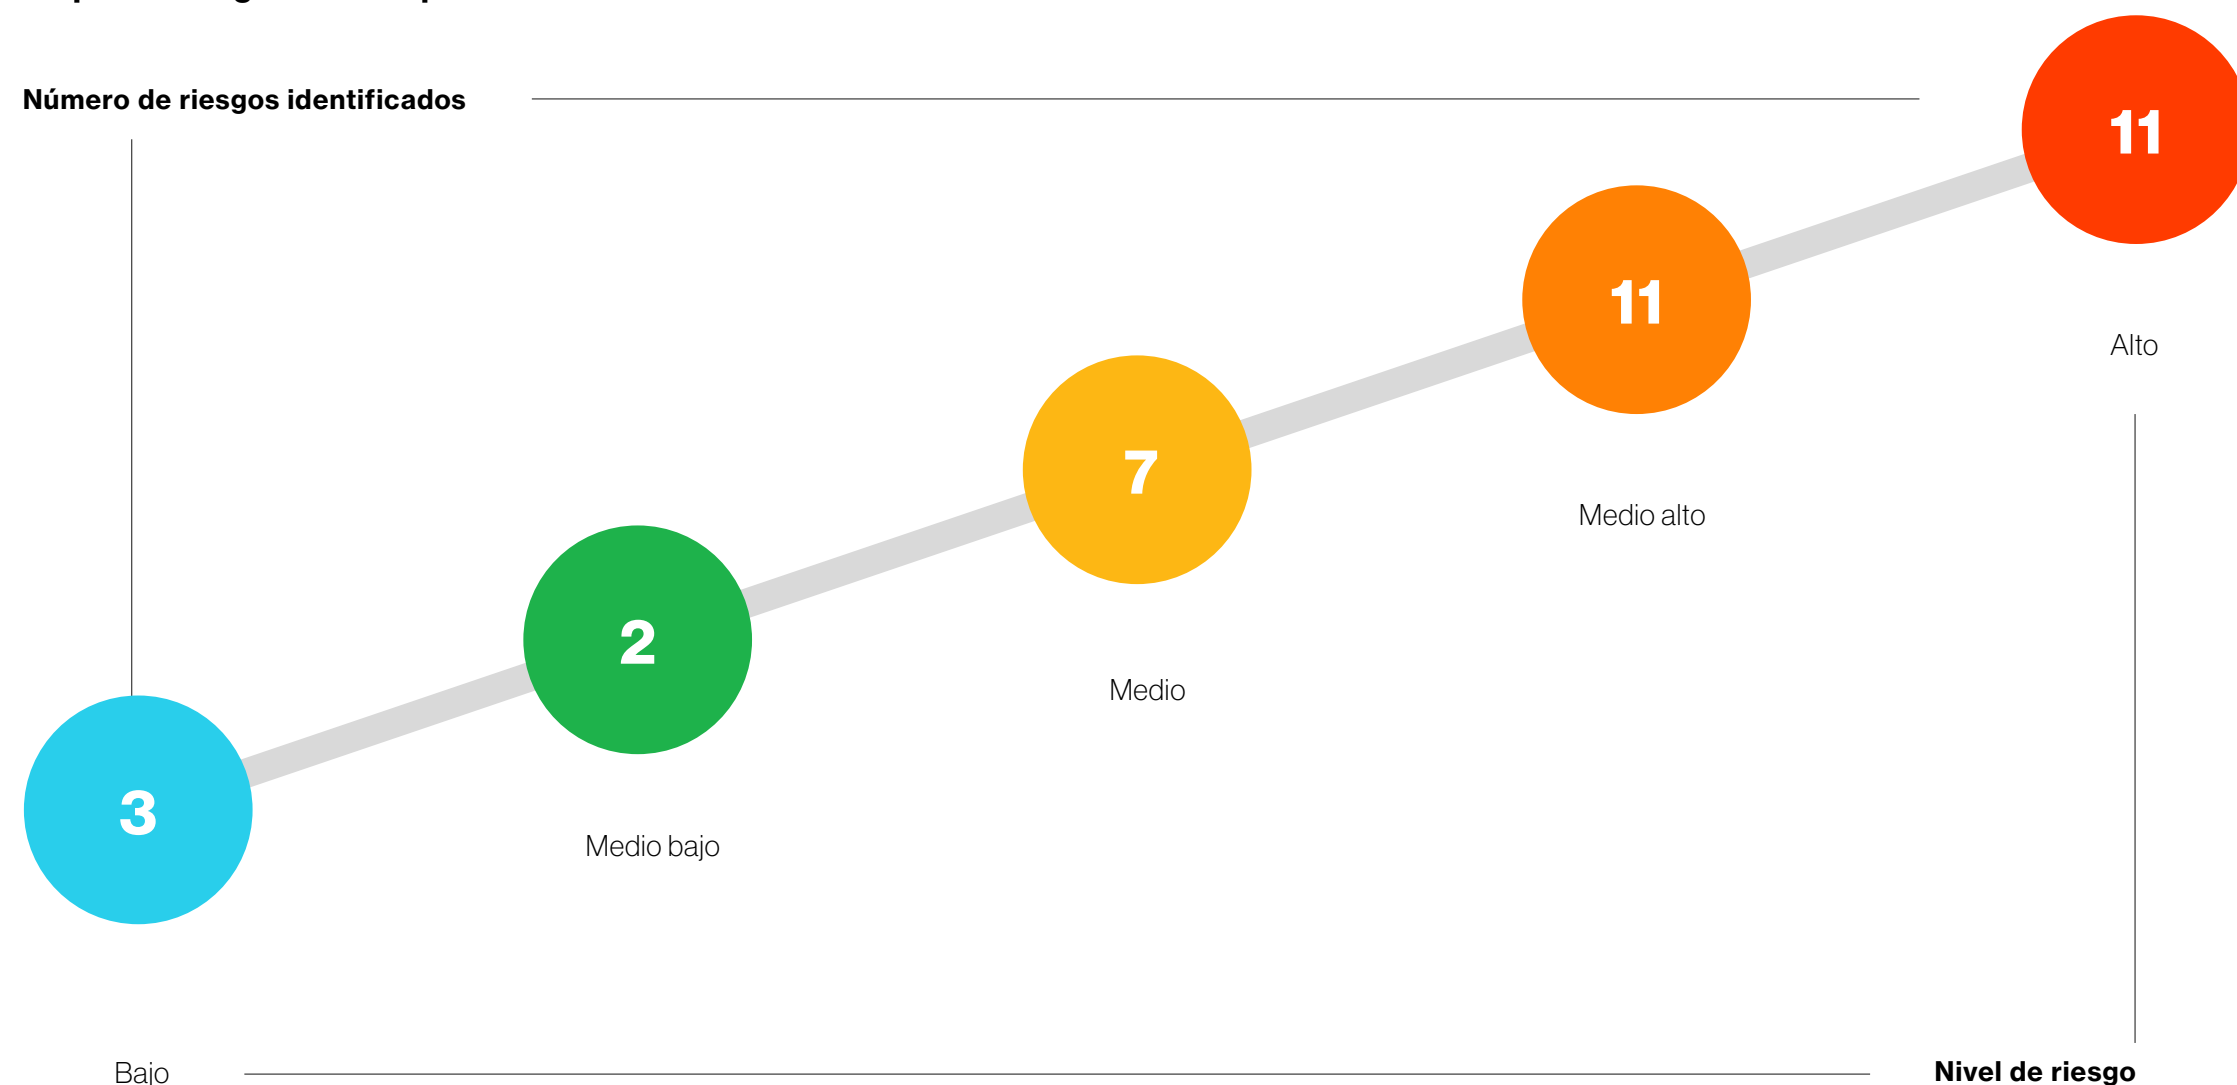 Número de riesgos identificados
11
11
Alto
7
Medio alto
2
Medio
3
Medio bajo
Bajo
Nivel de riesgo